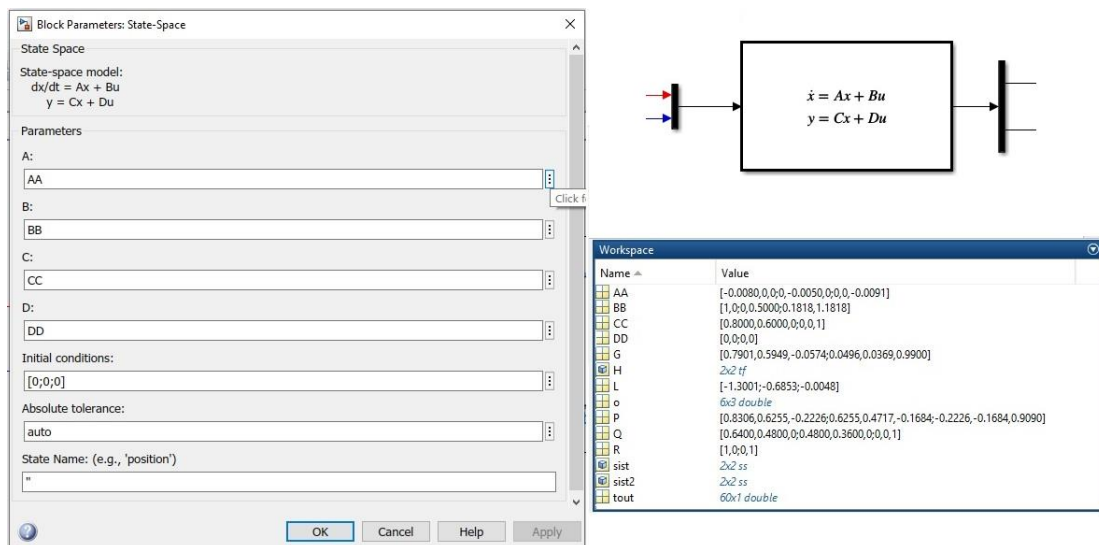 Block Parameters: State-Space
State Space
State-space model:
dx/dt = Ax + Bu
y = Cx + Du
Parameters
A:
AA
Click f
B:
BB
C:
CC
D:
DD
Initial conditions:
[0;0;0]
Absolute tolerance:
auto
State Name: (e.g., 'position')
''
OK Cancel Help Apply
ẋ = Ax + Bu
y = Cx + Du
Workspace
Name Value
AA [-0.0080,0,0;0,-0.0050,0;0,0,-0.0091]
BB [1,0;0,0.5000;0.1818,1.1818]
CC [0.8000,0.6000,0;0,0,1]
DD [0,0;0,0]
G [0.7901,0.5949,-0.0574;0.0496,0.0369,0.9900]
H 2x2 tf
L [-1.3001;-0.6853;-0.0048]
o 6x3 double
P [0.8306,0.6255,-0.2226;0.6255,0.4717,-0.1684;-0.2226,-0.1684,0.9090]
Q [0.6400,0.4800,0;0.4800,0.3600,0;0,0,1]
R [1,0;0,1]
sist 2x2 ss
sist2 2x2 ss
tout 60x1 double